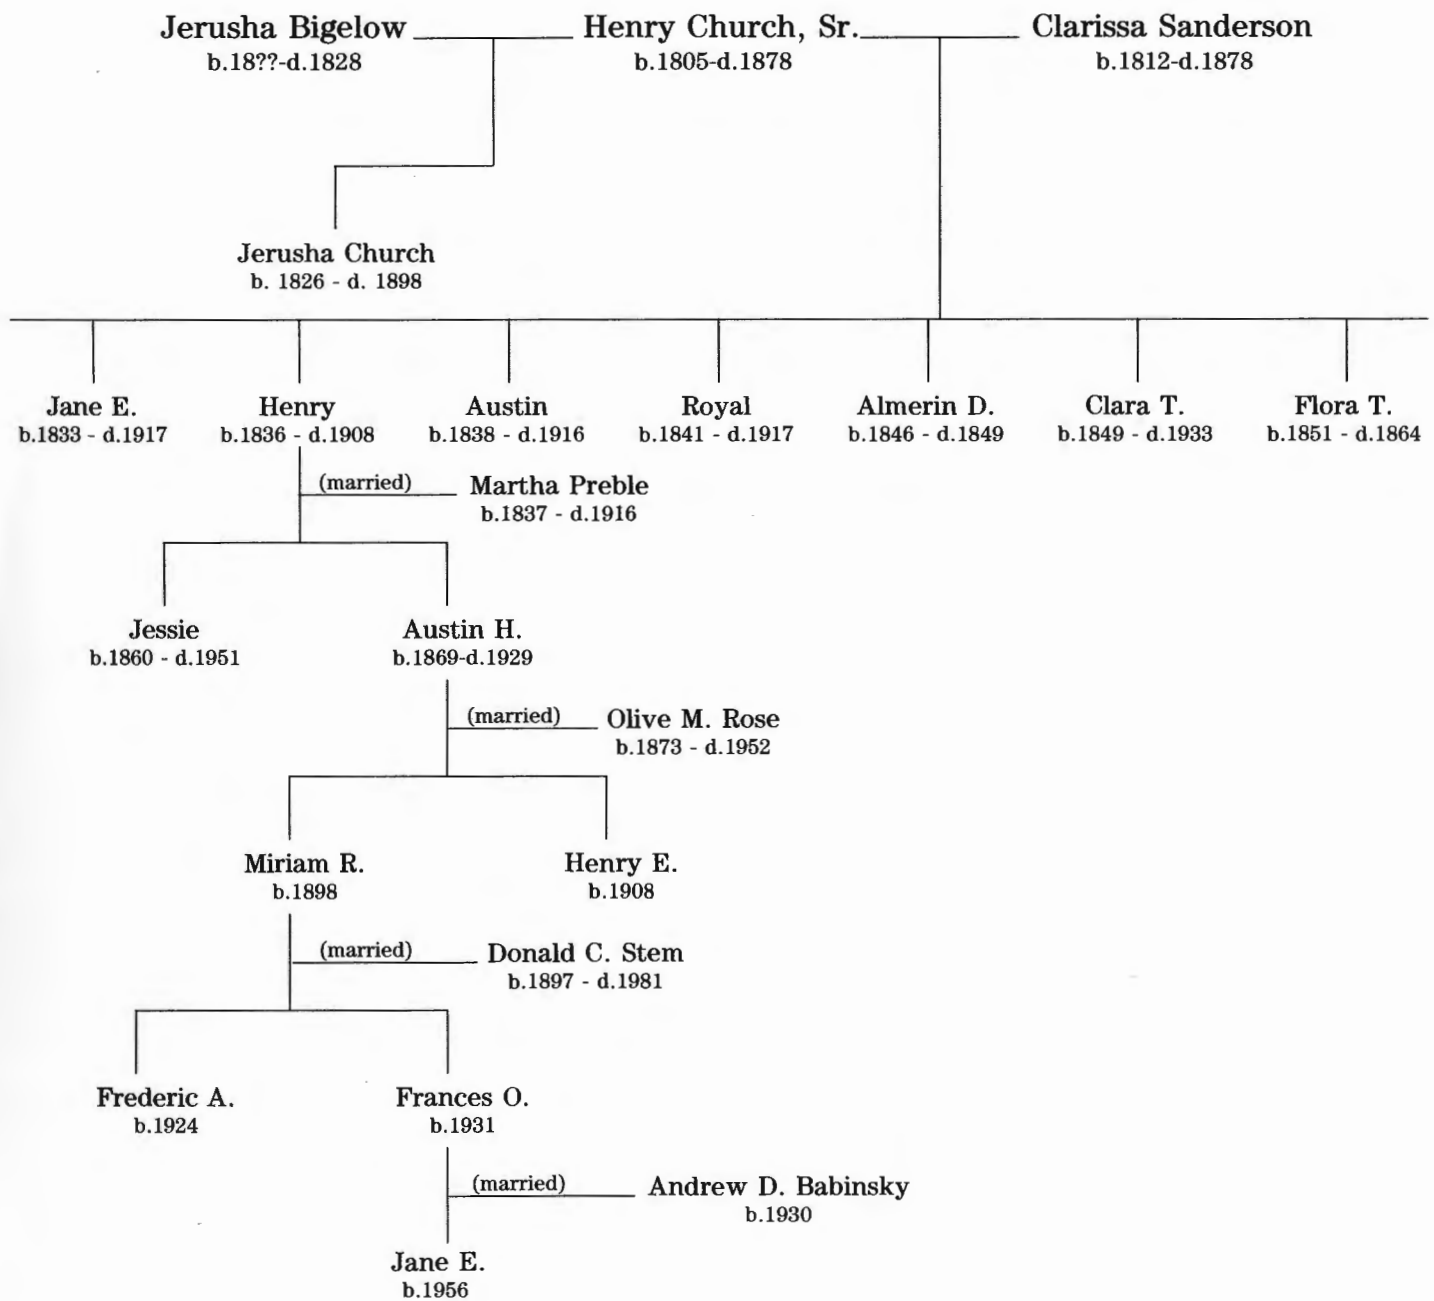 Jerusha Bigelow Henry Church, Sr. Clarissa Sanderson
b.18??-d.1828 b.1805-d.1878 b.1812-d.1878
Jerusha Church
b. 1826 - d. 1898
Jane E. Henry Austin Royal Almerin D. Clara T. Flora T.
b.1833 - d.1917 b.1836 - d.1908 b.1838 - d.1916 b.1841 - d.1917 b.1846 - d.1849 b.1849 - d.1933 b.1851 - d.1864
(married) Martha Preble
b.1837 - d.1916
Jessie Austin H.
b.1860 - d.1951 b.1869-d.1929
(married) Olive M. Rose
b.1873 - d.1952
Miriam R. Henry E.
b.1898 b.1908
(married) Donald C. Stem
b.1897 - d.1981
Frederic A. Frances O.
b.1924 b.1931
(married) Andrew D. Babinsky
b.1930
Jane E.
b.1956